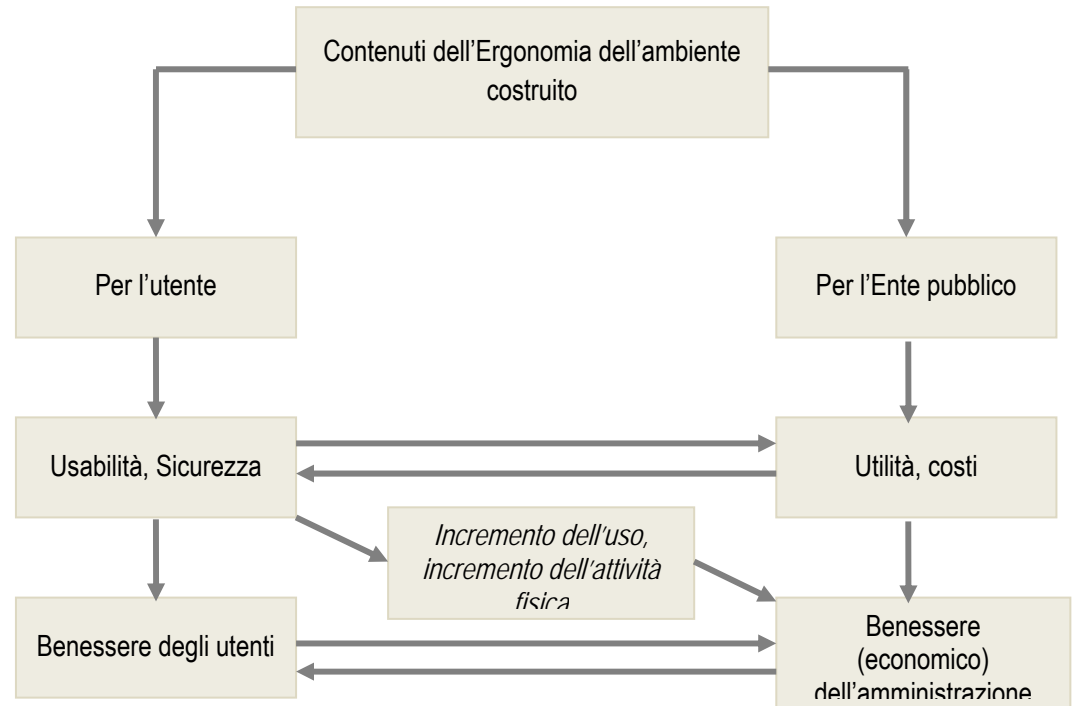 Contenuti dell’Ergonomia dell’ambiente
costruito
Per l’utente
Per l’Ente pubblico
Usabilità, Sicurezza
Utilità, costi
Incremento dell’uso,
incremento dell’attività
fisica
Benessere degli utenti
Benessere
(economico)
dell’amministrazione